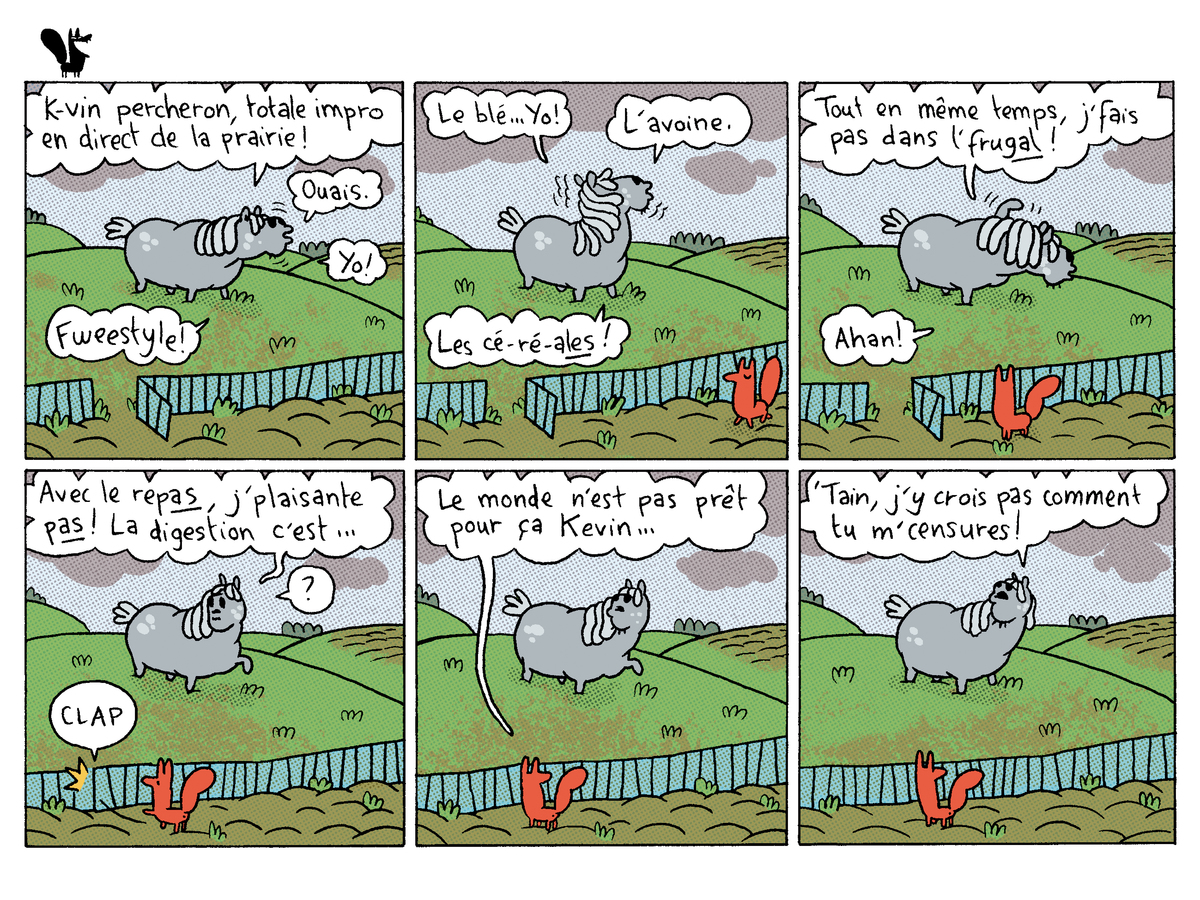 K-vin percheron, totale impro
en direct de la prairie !
Ouais.
Yo!
Fweestyle!
Le blé...Yo!
L'avoine.
Les cé-ré-ales !
Tout en même temps, j'fais
pas dans l'frugal !
Ahan!
Avec le repas, j'plaisante
pas ! La digestion c'est ...
?
CLAP
Le monde n'est pas prêt
pour ça Kevin...
'Tain, j'y crois pas comment
tu m'censures !